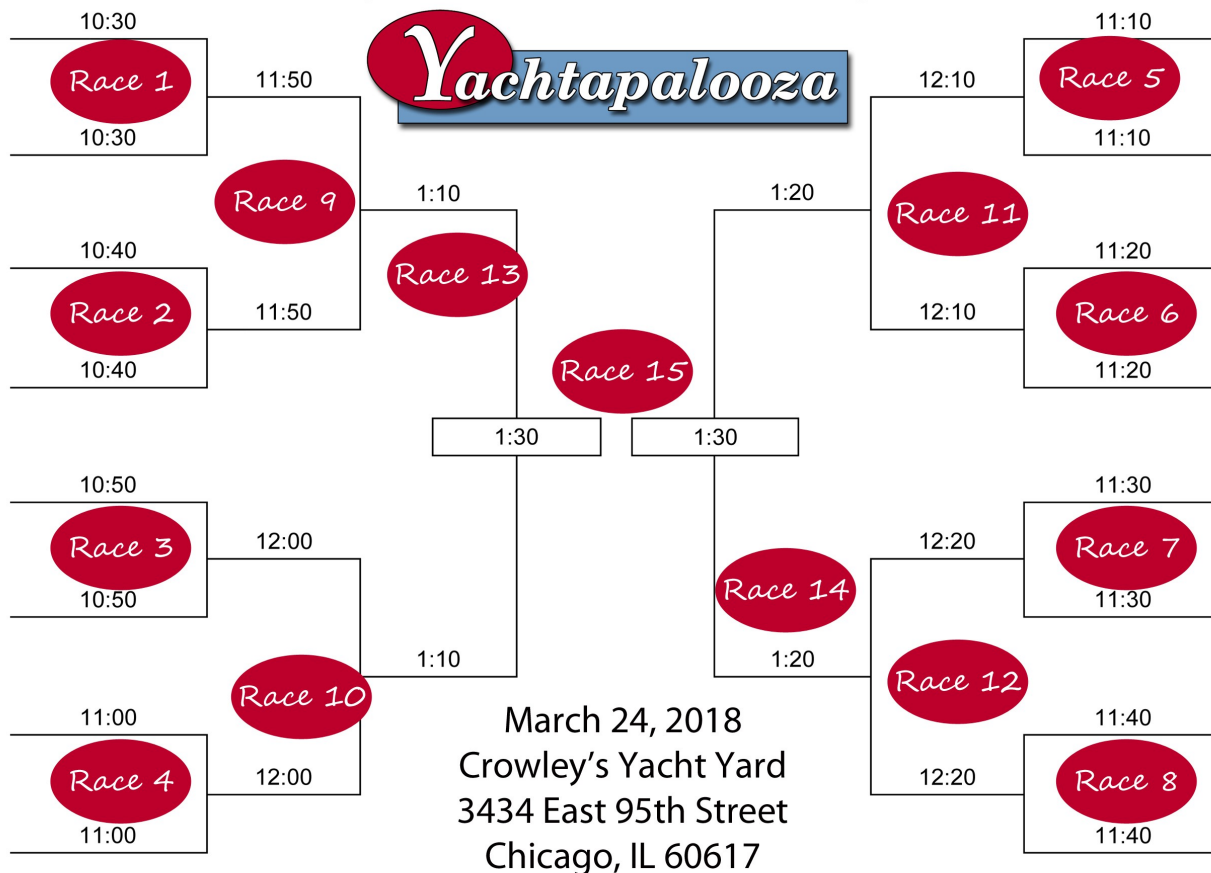 10:30
11:10
Yachtapalooza
Race 1
11:50
12:10
Race 5
10:30
11:10
Race 9
1:10
1:20
Race 11
10:40
11:20
Race 13
Race 2
11:50
12:10
Race 6
10:40
11:20
Race 15
1:30
1:30
10:50
11:30
Race 3
12:00
12:20
Race 7
10:50
11:30
Race 14
1:10
1:20
Race 10
Race 12
11:00
11:40
March 24, 2018
Race 4
12:00
Crowley's Yacht Yard
12:20
Race 8
3434 East 95th Street
11:00
11:40
Chicago, IL 60617